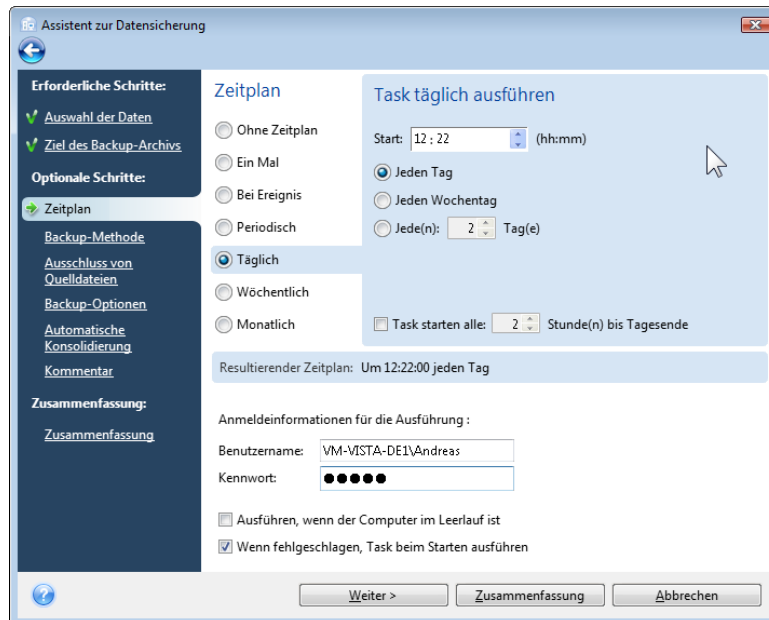 Assistent zur Datensicherung
Erforderliche Schritte:
Auswahl der Daten
Ziel des Backup-Archivs
Optionale Schritte:
Zeitplan
Backup-Methode
Ausschluss von
Quelldateien
Backup-Optionen
Automatische
Konsolidierung
Kommentar
Zusammenfassung:
Zusammenfassung
Zeitplan
Ohne Zeitplan
Ein Mal
Bei Ereignis
Periodisch
Täglich
Wöchentlich
Monatlich
Task täglich ausführen
Start: 12 : 22 (hh:mm)
Jeden Tag
Jeden Wochentag
Jede(n): 2 Tag(e)
Task starten alle: 2 Stunde(n) bis Tagesende
Resultierender Zeitplan: Um 12:22:00 jeden Tag
Anmeldeinformationen für die Ausführung :
Benutzername: VM-VISTA-DE1\Andreas
Kennwort: ●●●●●
Ausführen, wenn der Computer im Leerlauf ist
Wenn fehlgeschlagen, Task beim Starten ausführen
Weiter > Zusammenfassung Abbrechen